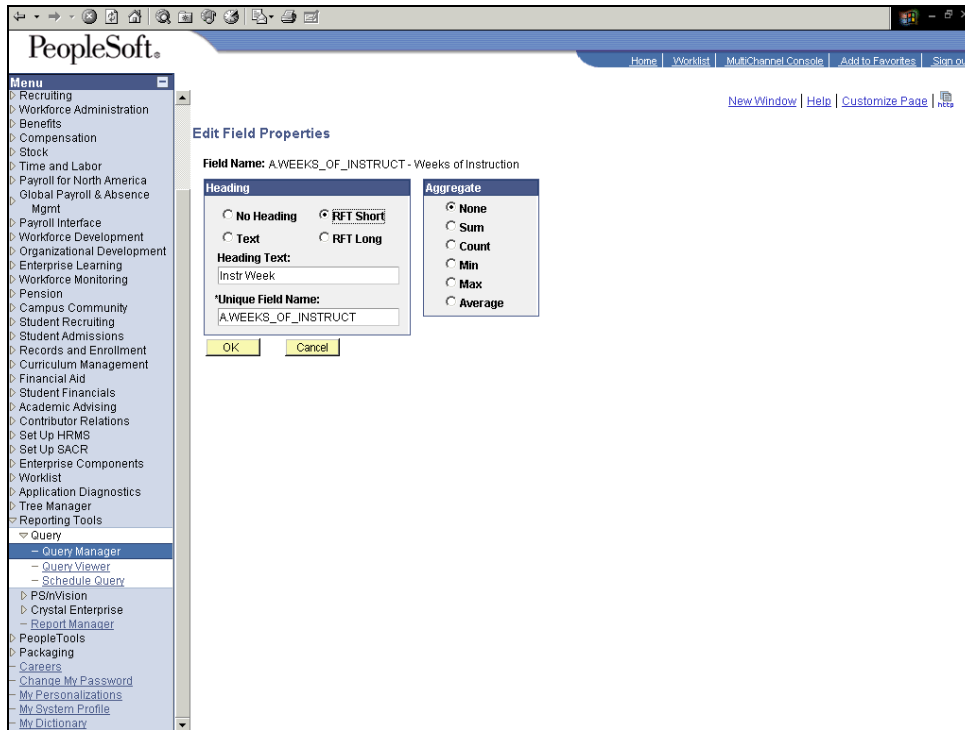 PeopleSoft®
Home | Worklist | MultiChannel Console | Add to Favorites | Sign ou
Menu
New Window | Help | Customize Page | http
Recruiting
Workforce Administration
Benefits
Compensation
Stock
Time and Labor
Payroll for North America
Global Payroll & Absence
Mgmt
Payroll Interface
Workforce Development
Organizational Development
Enterprise Learning
Workforce Monitoring
Pension
Campus Community
Student Recruiting
Student Admissions
Records and Enrollment
Curriculum Management
Financial Aid
Student Financials
Academic Advising
Contributor Relations
Set Up HRMS
Set Up SACR
Enterprise Components
Worklist
Application Diagnostics
Tree Manager
Reporting Tools
Query
Query Manager
Query Viewer
Schedule Query
PS/nVision
Crystal Enterprise
Report Manager
PeopleTools
Packaging
Careers
Change My Password
My Personalizations
My System Profile
My Dictionary
Edit Field Properties
Field Name: A.WEEKS_OF_INSTRUCT - Weeks of Instruction
Heading
No Heading RFT Short
Text RFT Long
Heading Text:
Instr Week
*Unique Field Name:
A.WEEKS_OF_INSTRUCT
OK Cancel
Aggregate
None
Sum
Count
Min
Max
Average